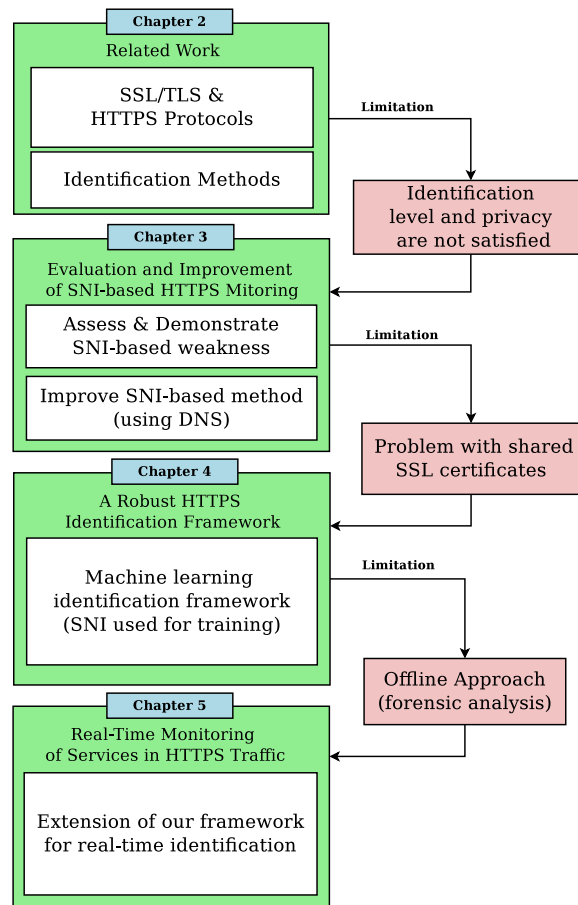 Chapter 2
Related Work
SSL/TLS &
HTTPS Protocols
Identification Methods
Limitation
Identification
level and privacy
are not satisfied
Chapter 3
Evaluation and Improvement
of SNI-based HTTPS Mitoring
Assess & Demonstrate
SNI-based weakness
Improve SNI-based method
(using DNS)
Limitation
Problem with shared
SSL certificates
Chapter 4
A Robust HTTPS
Identification Framework
Machine learning
identification framework
(SNI used for training)
Limitation
Offline Approach
(forensic analysis)
Chapter 5
Real-Time Monitoring
of Services in HTTPS Traffic
Extension of our framework
for real-time identification